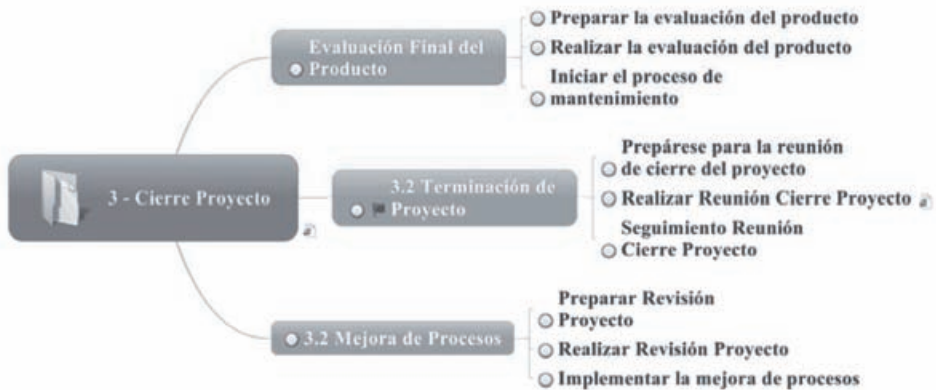 3 - Cierre Proyecto
Evaluación Final del
Producto
Preparar la evaluación del producto
Realizar la evaluación del producto
Iniciar el proceso de
mantenimiento
3.2 Terminación de
Proyecto
Prepárese para la reunión
de cierre del proyecto
Realizar Reunión Cierre Proyecto
Seguimiento Reunión
Cierre Proyecto
3.2 Mejora de Procesos
Preparar Revisión
Proyecto
Realizar Revisión Proyecto
Implementar la mejora de procesos